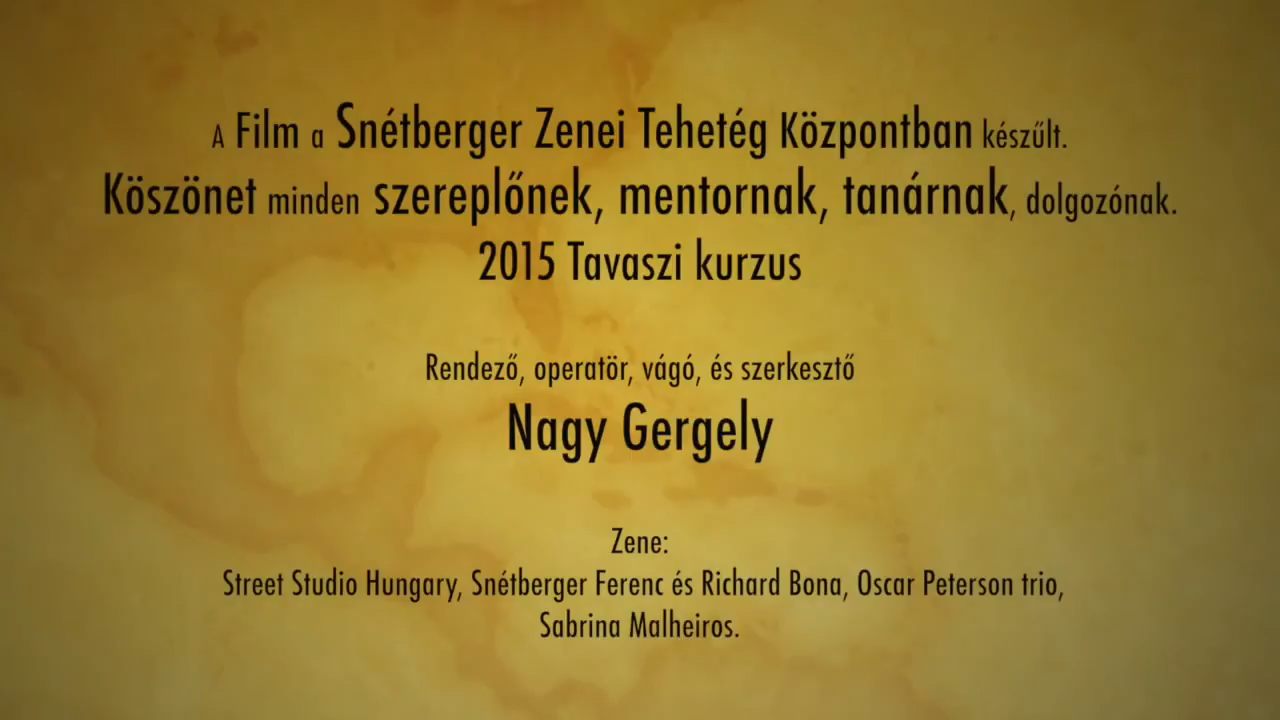 A Film a Snétberger Zenei Tehetég Központban készűlt.
Köszönet minden szereplőnek, mentornak, tanárnak, dolgozónak.
2015 Tavaszi kurzus
Rendező, operatör, vágó, és szerkesztő
Nagy Gergely
Zene:
Street Studio Hungary, Snétberger Ferenc és Richard Bona, Oscar Peterson trio,
Sabrina Malheiros.